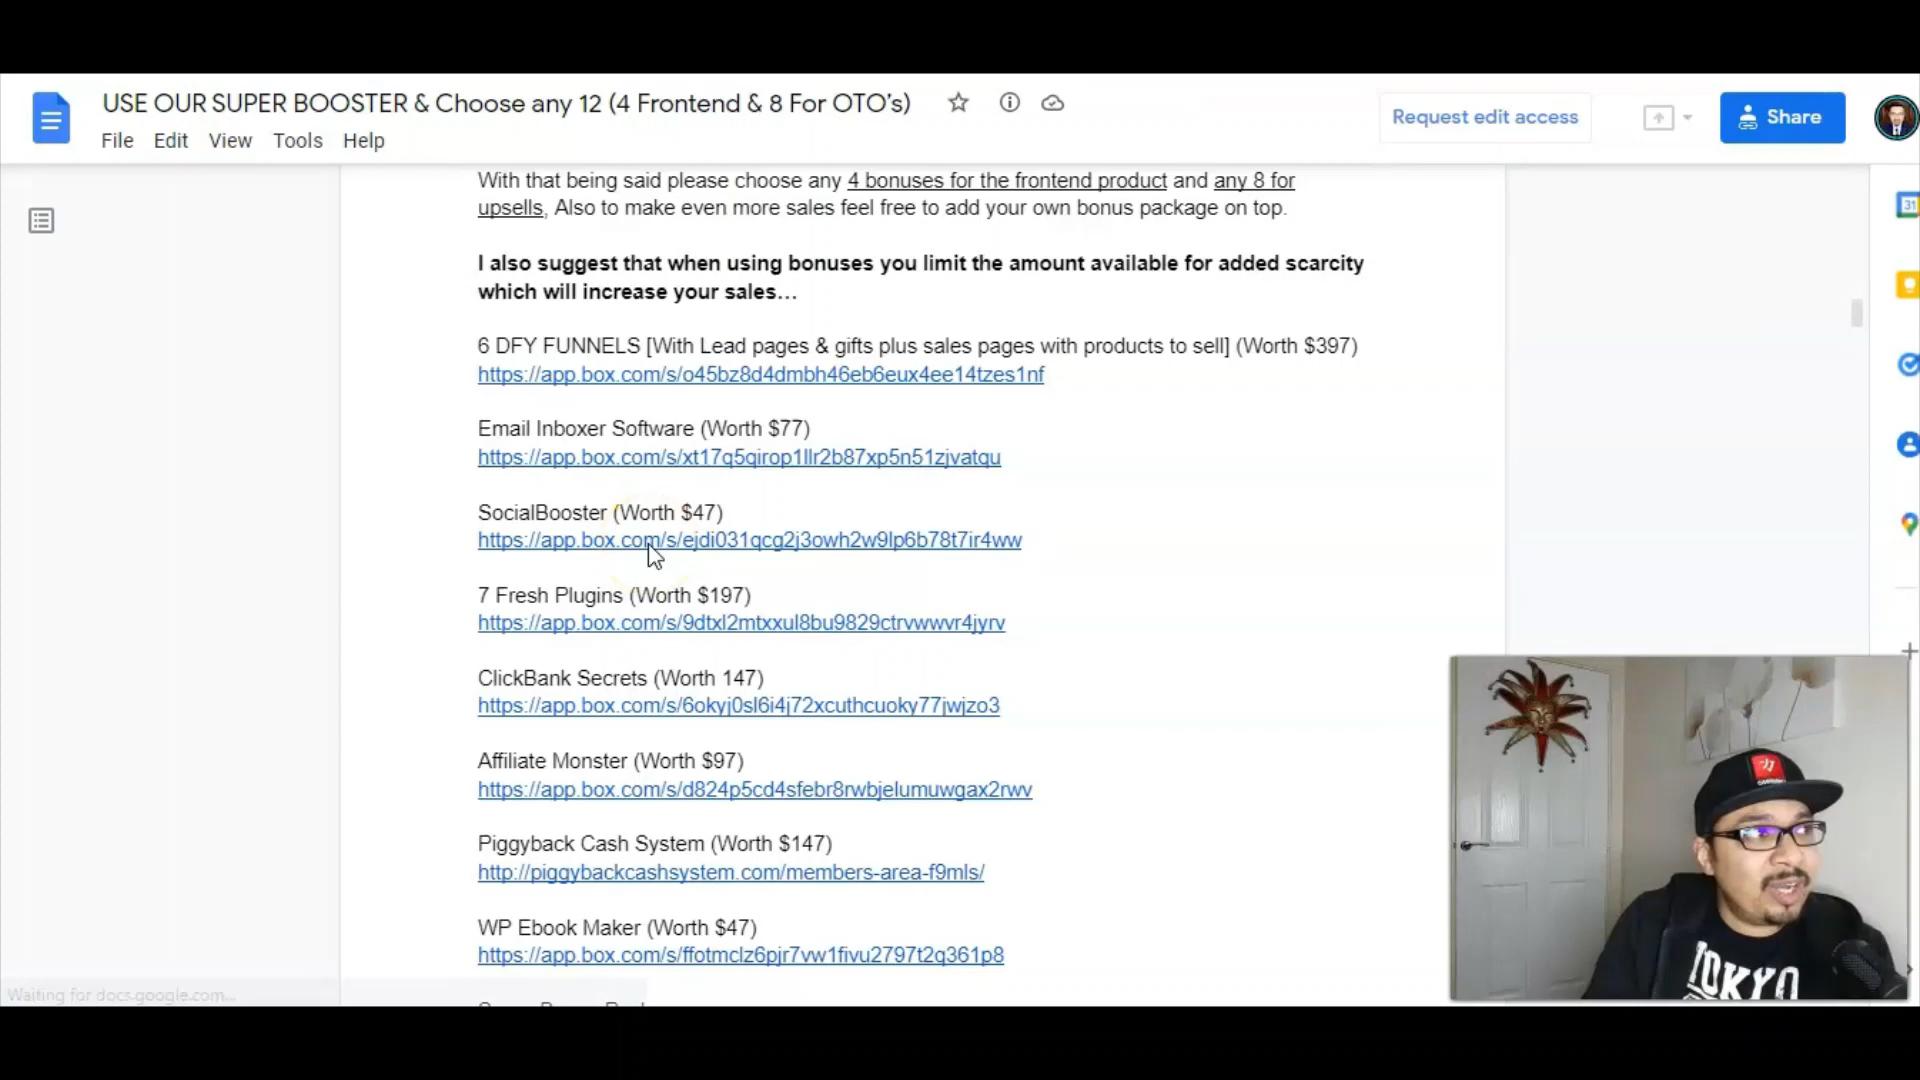 USE OUR SUPER BOOSTER & Choose any 12 (4 Frontend & 8 For OTO's)
File Edit View Tools Help
Request edit access
Share
With that being said please choose any 4 bonuses for the frontend product and any 8 for
upsells, Also to make even more sales feel free to add your own bonus package on top.
I also suggest that when using bonuses you limit the amount available for added scarcity
which will increase your sales…
6 DFY FUNNELS [With Lead pages & gifts plus sales pages with products to sell] (Worth $397)
https://app.box.com/s/o45bz8d4dmbh46eb6eux4ee14tzes1nf
Email Inboxer Software (Worth $77)
https://app.box.com/s/xt17q5qirop1llr2b87xp5n51zjvatqu
SocialBooster (Worth $47)
https://app.box.com/s/ejdi031qcg2j3owh2w9lp6b78t7ir4ww
7 Fresh Plugins (Worth $197)
https://app.box.com/s/9dtxl2mtxxul8bu9829ctrvwwvr4jyrv
ClickBank Secrets (Worth 147)
https://app.box.com/s/6okyj0sl6i4j72xcuthcuoky77jwjzo3
Affiliate Monster (Worth $97)
https://app.box.com/s/d824p5cd4sfebr8rwbjelumuwgax2rwv
Piggyback Cash System (Worth $147)
http://piggybackcashsystem.com/members-area-f9mls/
WP Ebook Maker (Worth $47)
https://app.box.com/s/ffotmclz6pjr7vw1fivu2797t2q361p8
Waiting for docs.google.com...
31
TOKYO